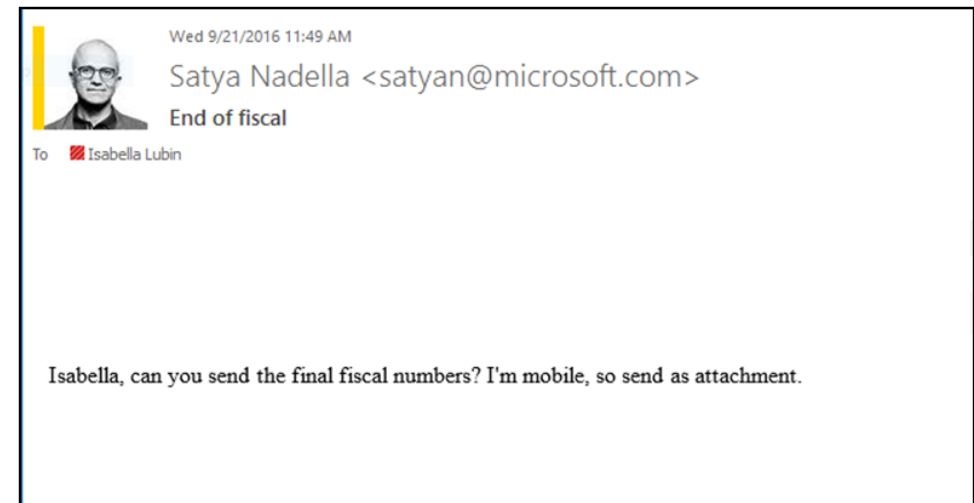 Wed 9/21/2016 11:49 AM
Satya Nadella <satyan@microsoft.com>
End of fiscal
To Isabella Lubin
Isabella, can you send the final fiscal numbers? I'm mobile, so send as attachment.